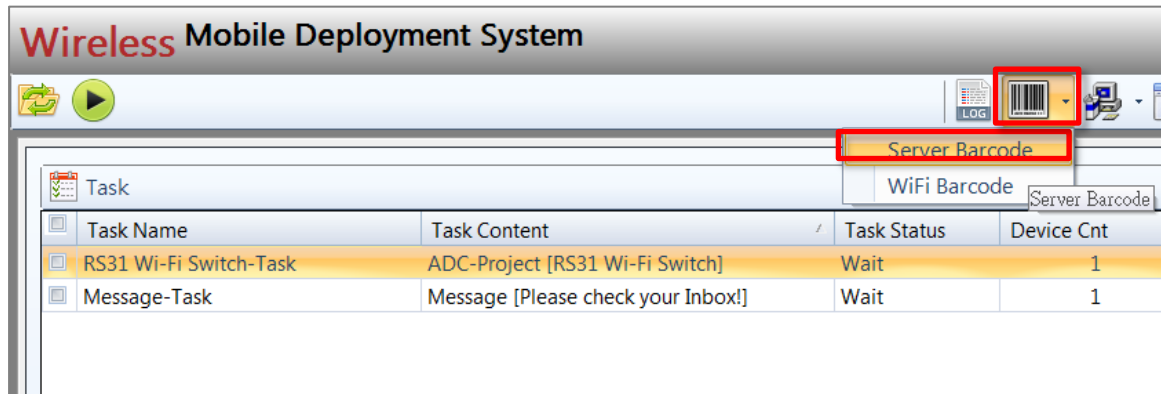 Wireless Mobile Deployment System
LOG
Server Barcode
WiFi Barcode
Server Barcode
Task
Task Name Task Content Task Status Device Cnt
RS31 Wi-Fi Switch-Task ADC-Project [RS31 Wi-Fi Switch] Wait 1
Message-Task Message [Please check your Inbox!] Wait 1